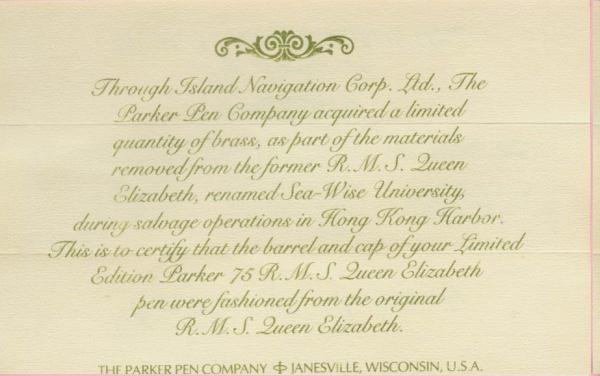 Through Island Navigation Corp. Ltd., The
Parker Pen Company acquired a limited
quantity of brass, as part of the materials
removed from the former R.M.S. Queen
Elizabeth, renamed Sea-Wise University,
during salvage operations in Hong Kong Harbor.
This is to certify that the barrel and cap of your Limited
Edition Parker 75 R.M.S. Queen Elizabeth
pen were fashioned from the original
R.M.S. Queen Elizabeth.
THE PARKER PEN COMPANY JANESVILLE, WISCONSIN, U.S.A.